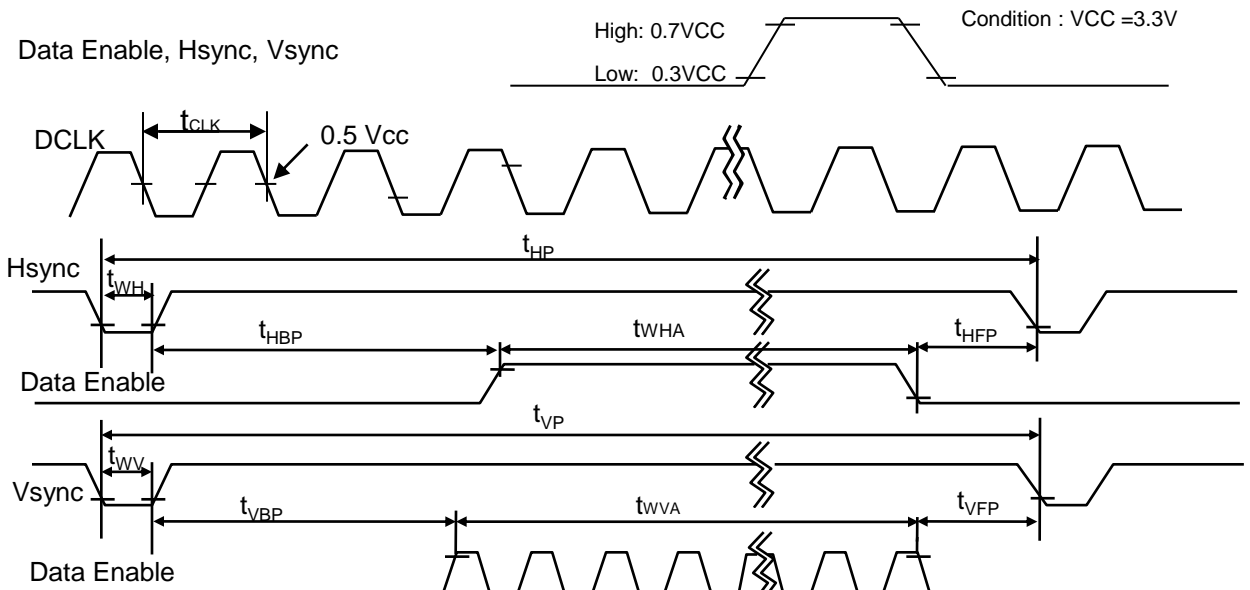 Condition : VCC =3.3V
High: 0.7VCC
Data Enable, Hsync, Vsync
Low: 0.3VCC
tCLK
DCLK
0.5 Vcc
tHP
Hsync
tWH
tHBP
tWHA
tHFP
Data Enable
tVP
tWV
Vsync
tVBP
tWVA
tVFP
Data Enable